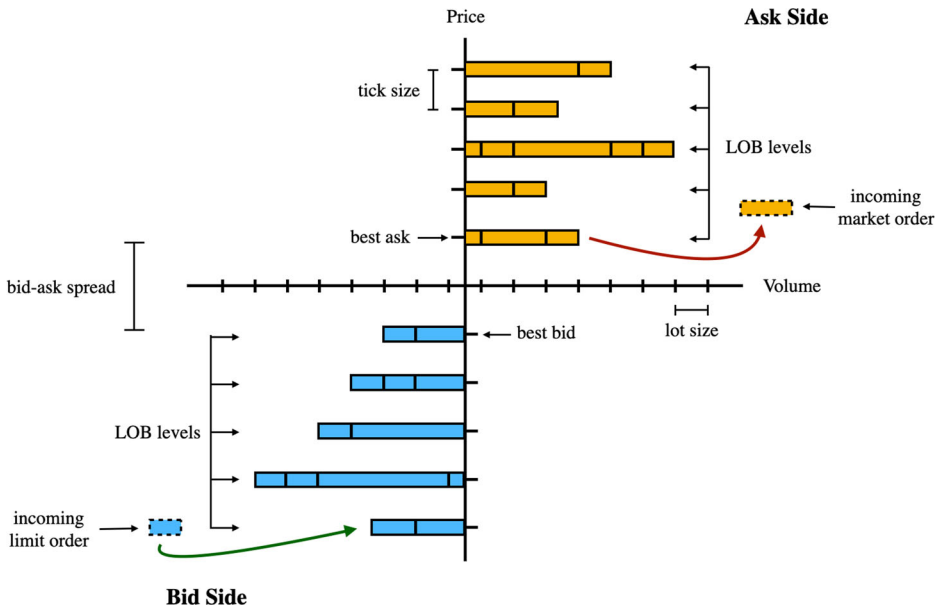 Price
Ask Side
tick size
LOB levels
incoming
market order
best ask
bid-ask spread
Volume
lot size
best bid
LOB levels
incoming
limit order
Bid Side